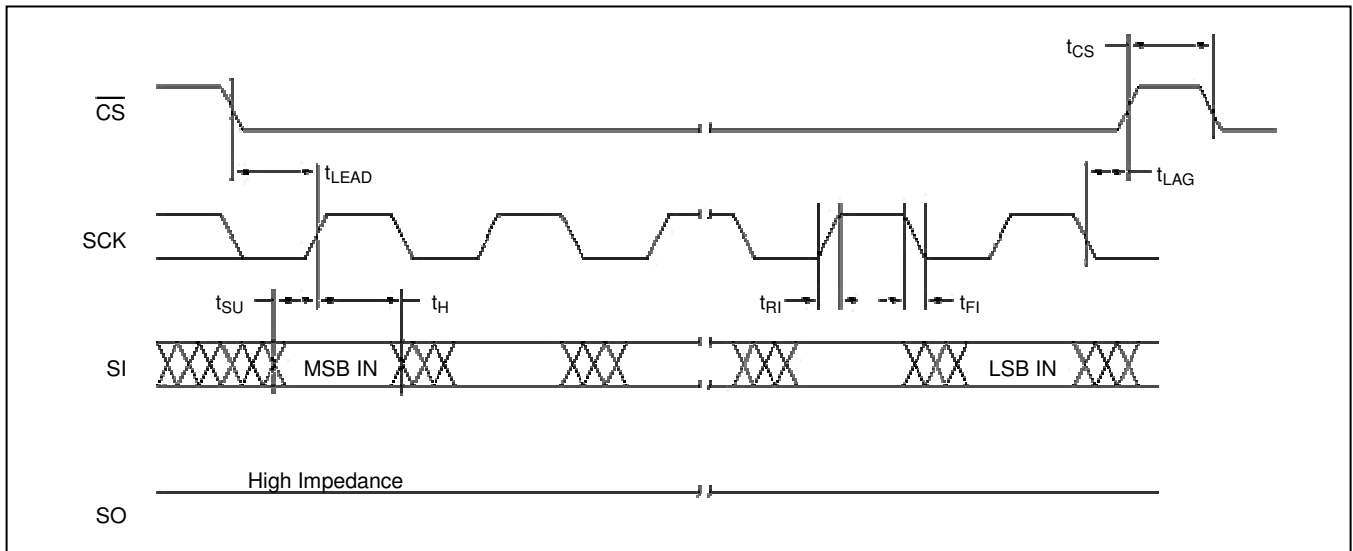 tCS
CS
tLEAD
tLAG
SCK
tSU
tH
tRI
tFI
SI
MSB IN
LSB IN
High Impedance
SO